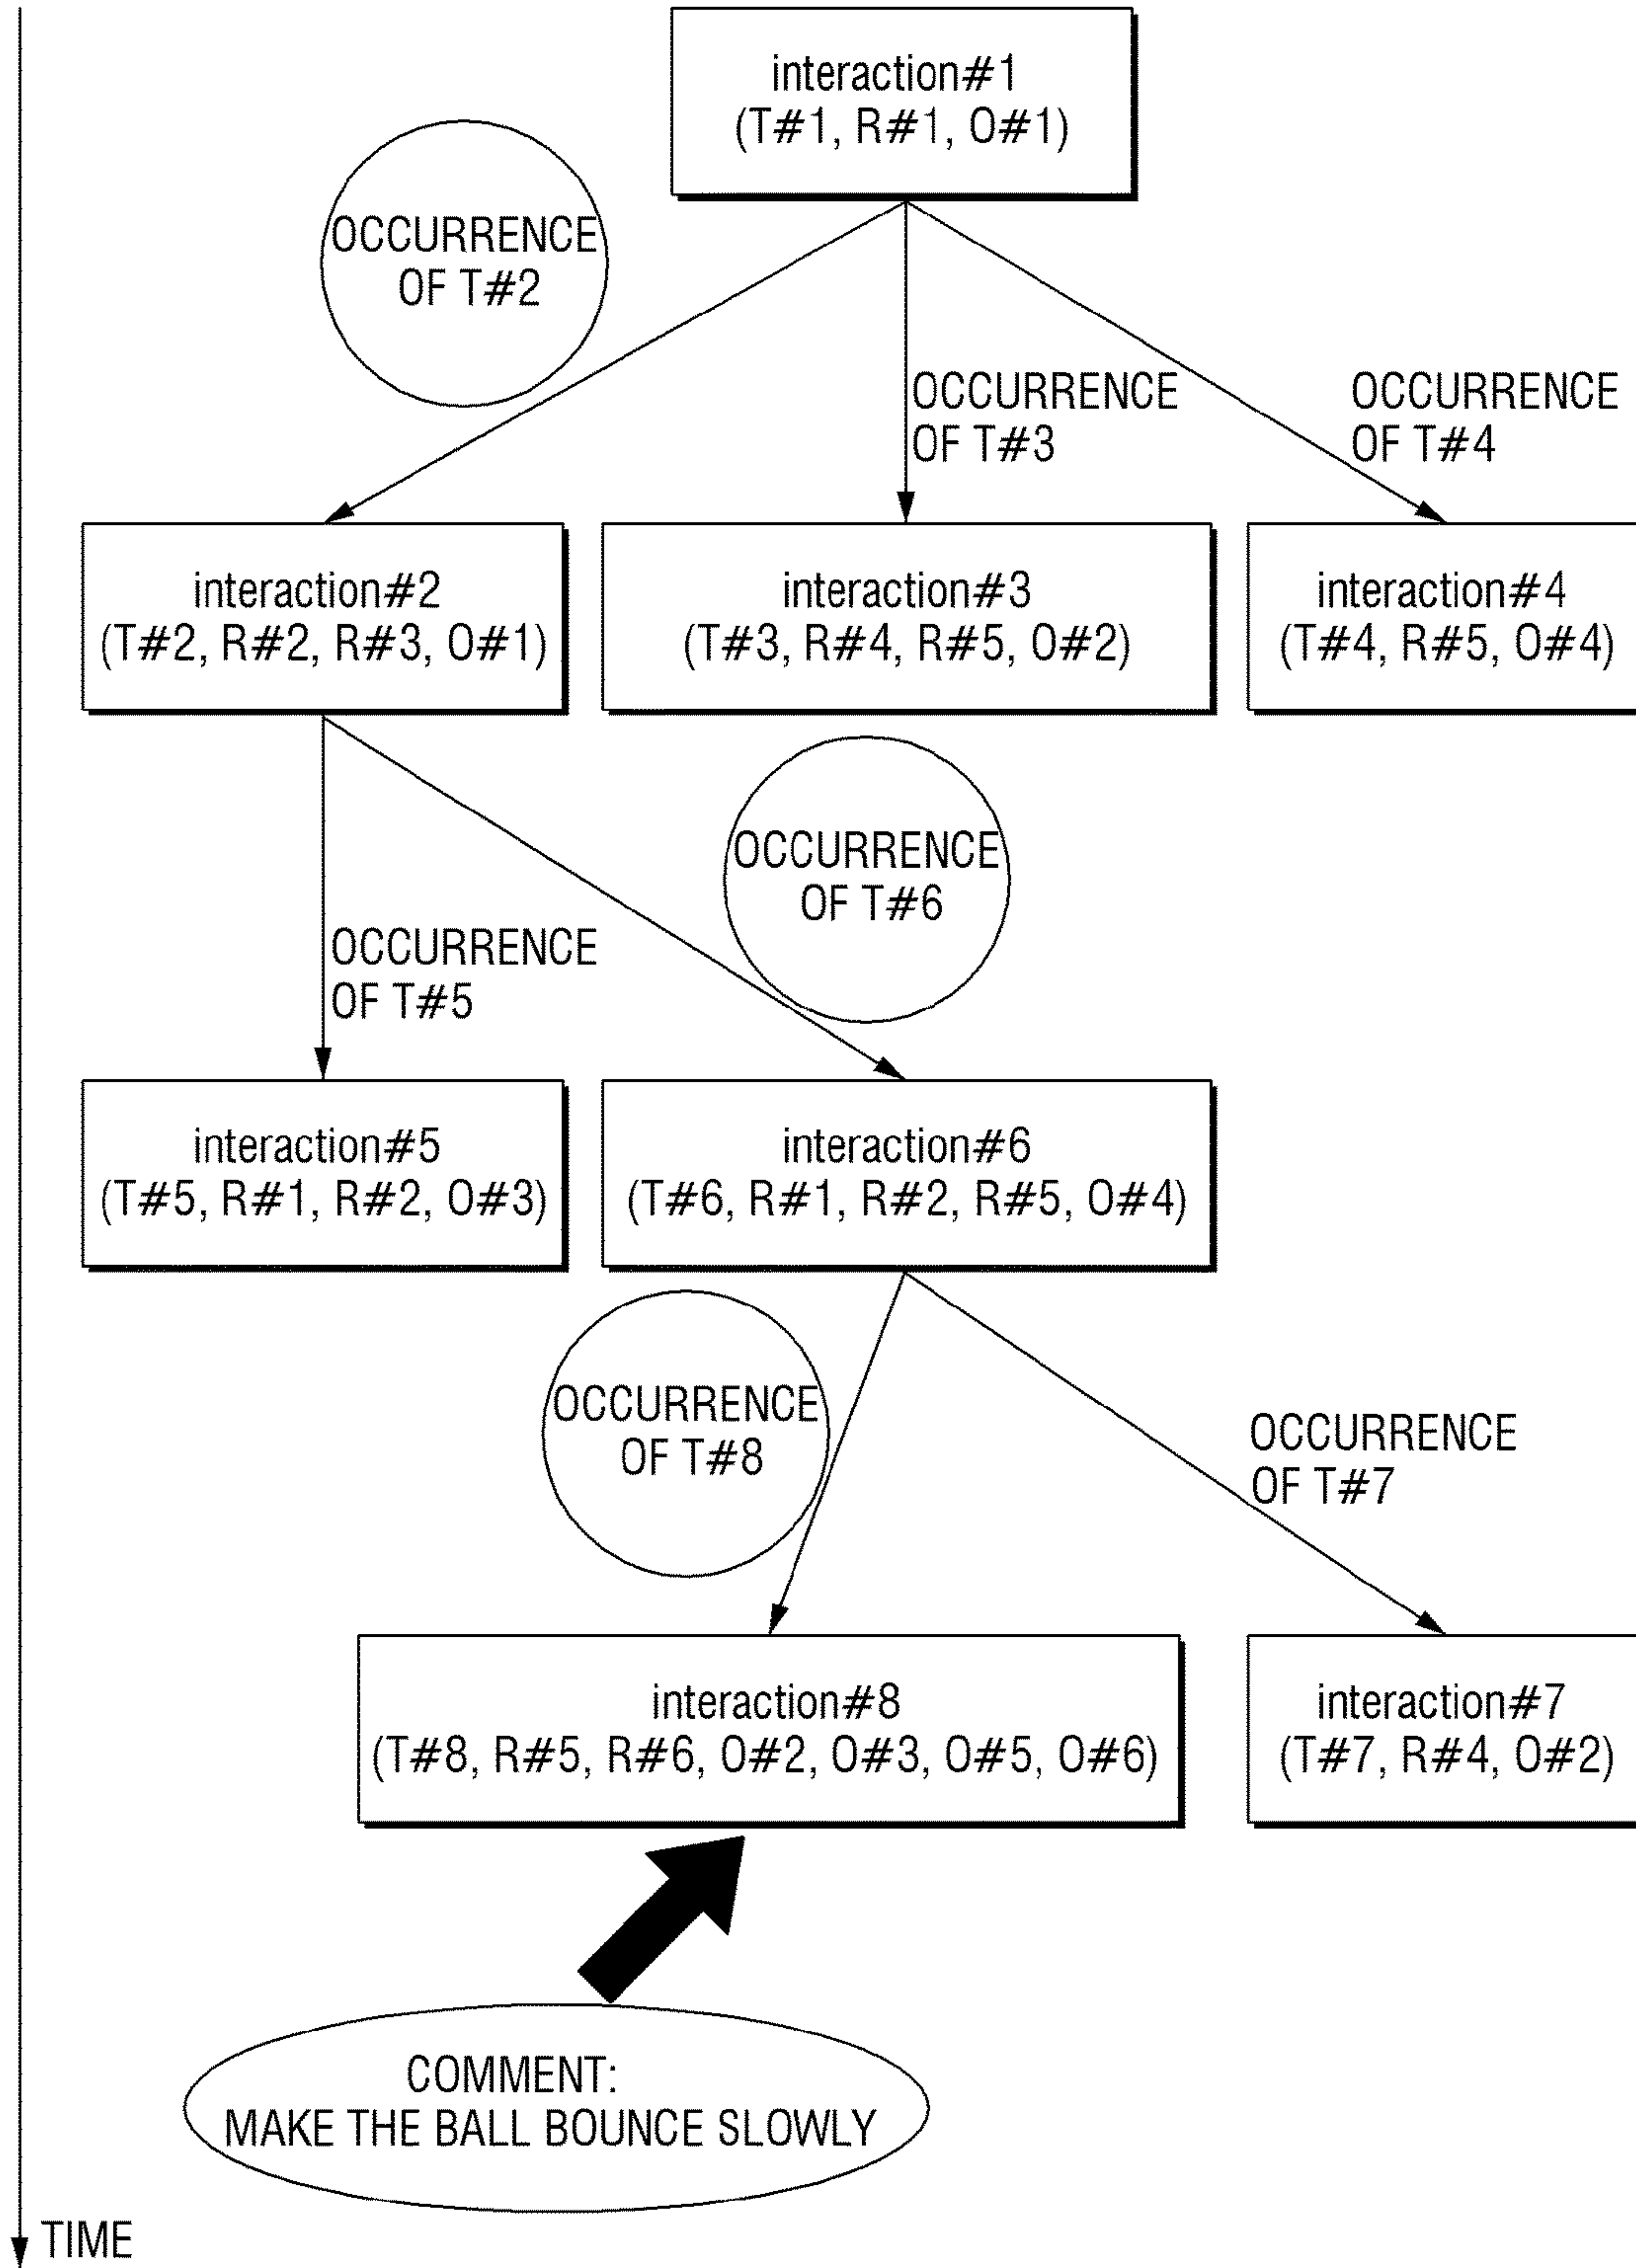 interaction#1
(T#1, R#1, O#1)
OCCURRENCE
OF T#2
OCCURRENCE
OF T#3
OCCURRENCE
OF T#4
interaction#2
(T#2, R#2, R#3, O#1)
interaction#3
(T#3, R#4, R#5, O#2)
interaction#4
(T#4, R#5, O#4)
OCCURRENCE
OF T#6
OCCURRENCE
OF T#5
interaction#5
(T#5, R#1, R#2, O#3)
interaction#6
(T#6, R#1, R#2, R#5, O#4)
OCCURRENCE
OF T#8
OCCURRENCE
OF T#7
interaction#8
(T#8, R#5, R#6, O#2, O#3, O#5, O#6)
interaction#7
(T#7, R#4, O#2)
COMMENT:
MAKE THE BALL BOUNCE SLOWLY
TIME